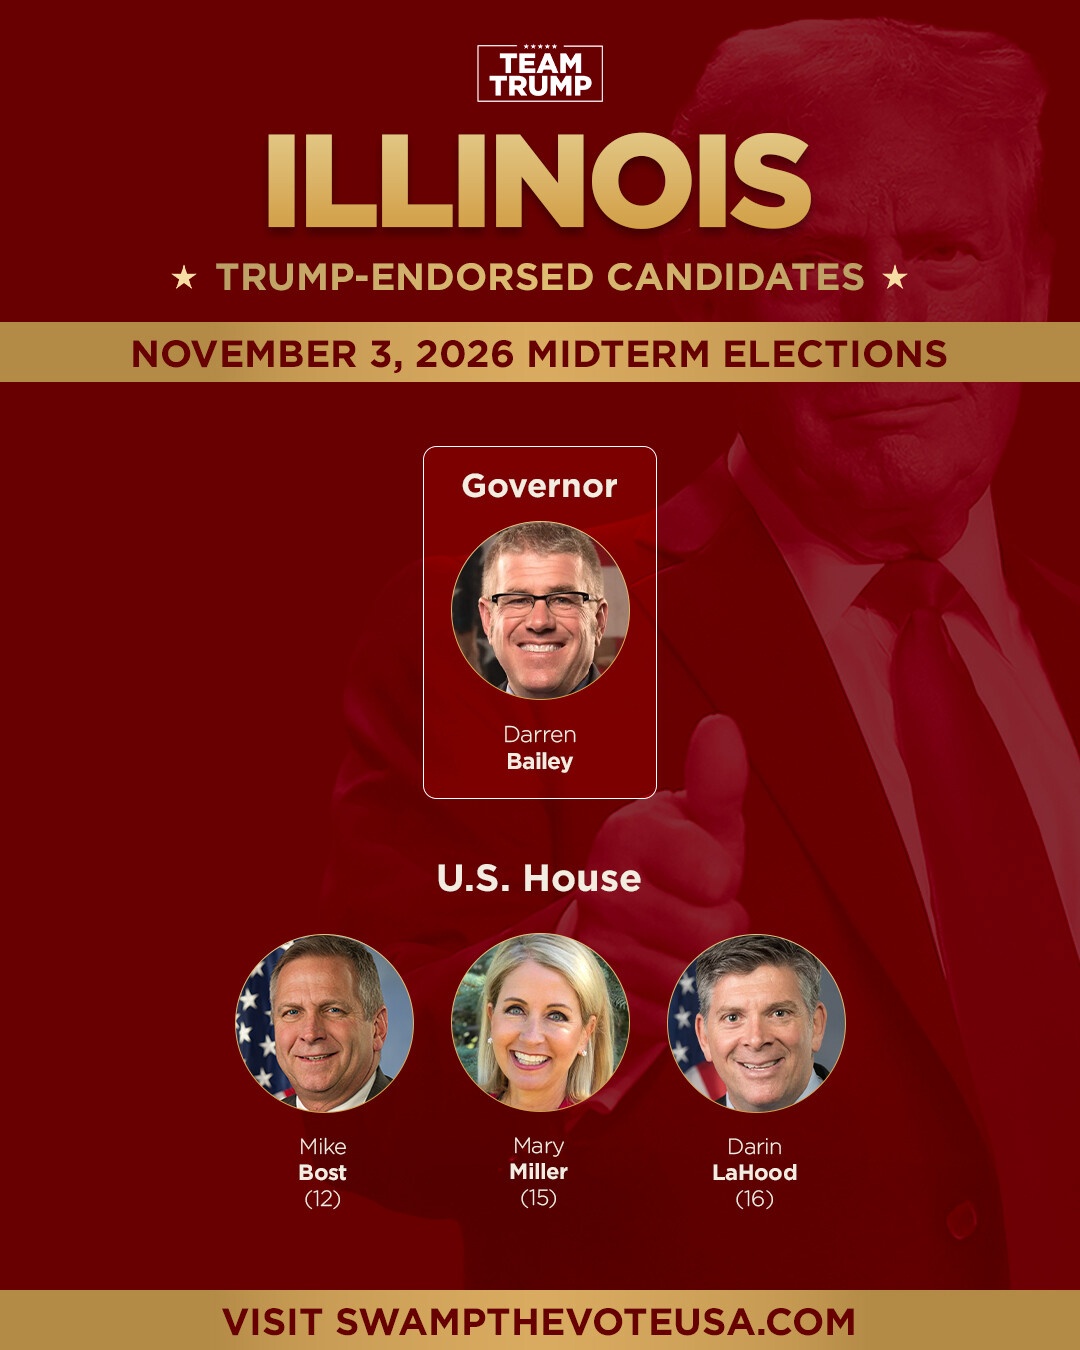 ★★★★★
TEAM
TRUMP
ILLINOIS
★ TRUMP-ENDORSED CANDIDATES ★
NOVEMBER 3, 2026 MIDTERM ELECTIONS
Governor
Darren
Bailey
U.S. House
Mike
Bost
(12)
Mary
Miller
(15)
Darin
LaHood
(16)
VISIT SWAMPTHEVOTEUSA.COM